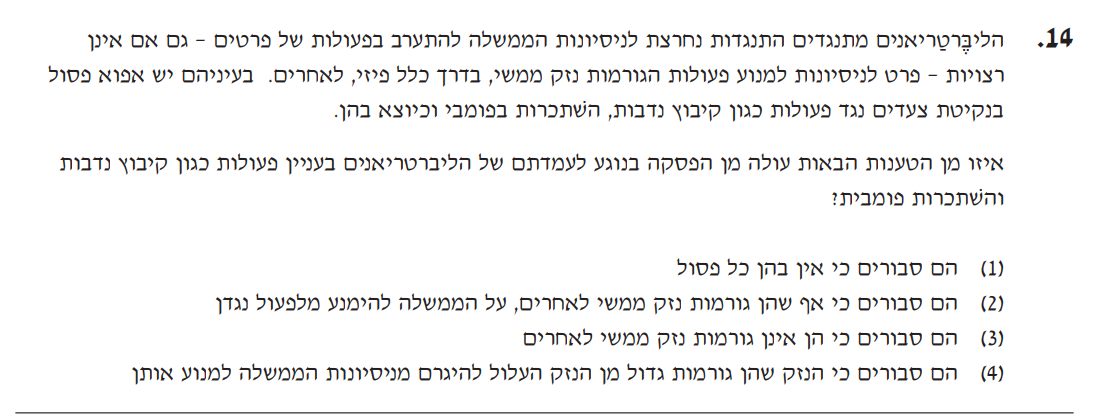 14. הליבֶּרטַריאנים מתנגדים התנגדות נחרצת לניסיונות הממשלה להתערב בפעולות של פרטים – גם אם אינן
רצויות – פרט לניסיונות למנוע פעולות הגורמות נזק ממשי, בדרך כלל פיזי, לאחרים. בעיניהם יש אפוא פסול
בנקיטת צעדים נגד פעולות כגון קיבוץ נדבות, השתכרות בפומבי וכיוצא בהן.
איזו מן הטענות הבאות עולה מן הפסקה בנוגע לעמדתם של הליברטריאנים בעניין פעולות כגון קיבוץ נדבות
והשתכרות פומבית?
(1) הם סבורים כי אין בהן כל פסול
(2) הם סבורים כי אף שהן גורמות נזק ממשי לאחרים, על הממשלה להימנע מלפעול נגדן
(3) הם סבורים כי הן אינן גורמות נזק ממשי לאחרים
(4) הם סבורים כי הנזק שהן גורמות גדול מן הנזק העלול להיגרם מניסיונות הממשלה למנוע אותן